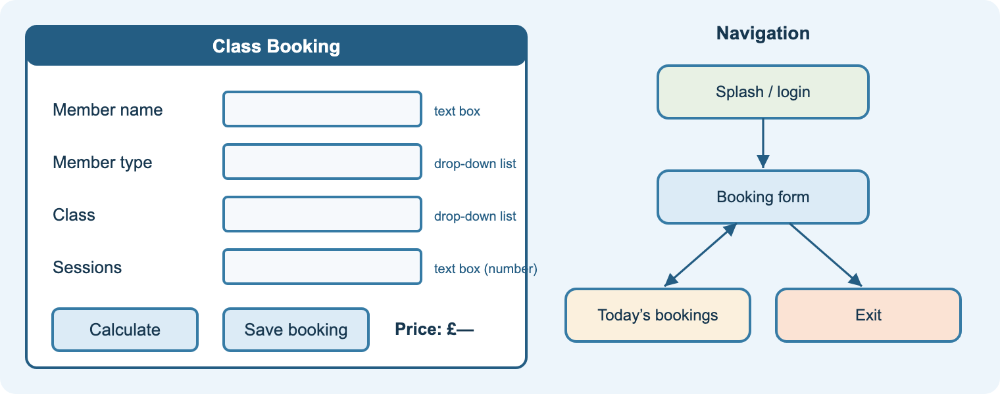 Class Booking
Member name
text box
Member type
drop-down list
Class
drop-down list
Sessions
text box (number)
Calculate
Save booking
Price: £—
Navigation
Splash / login
Booking form
Today’s bookings
Exit